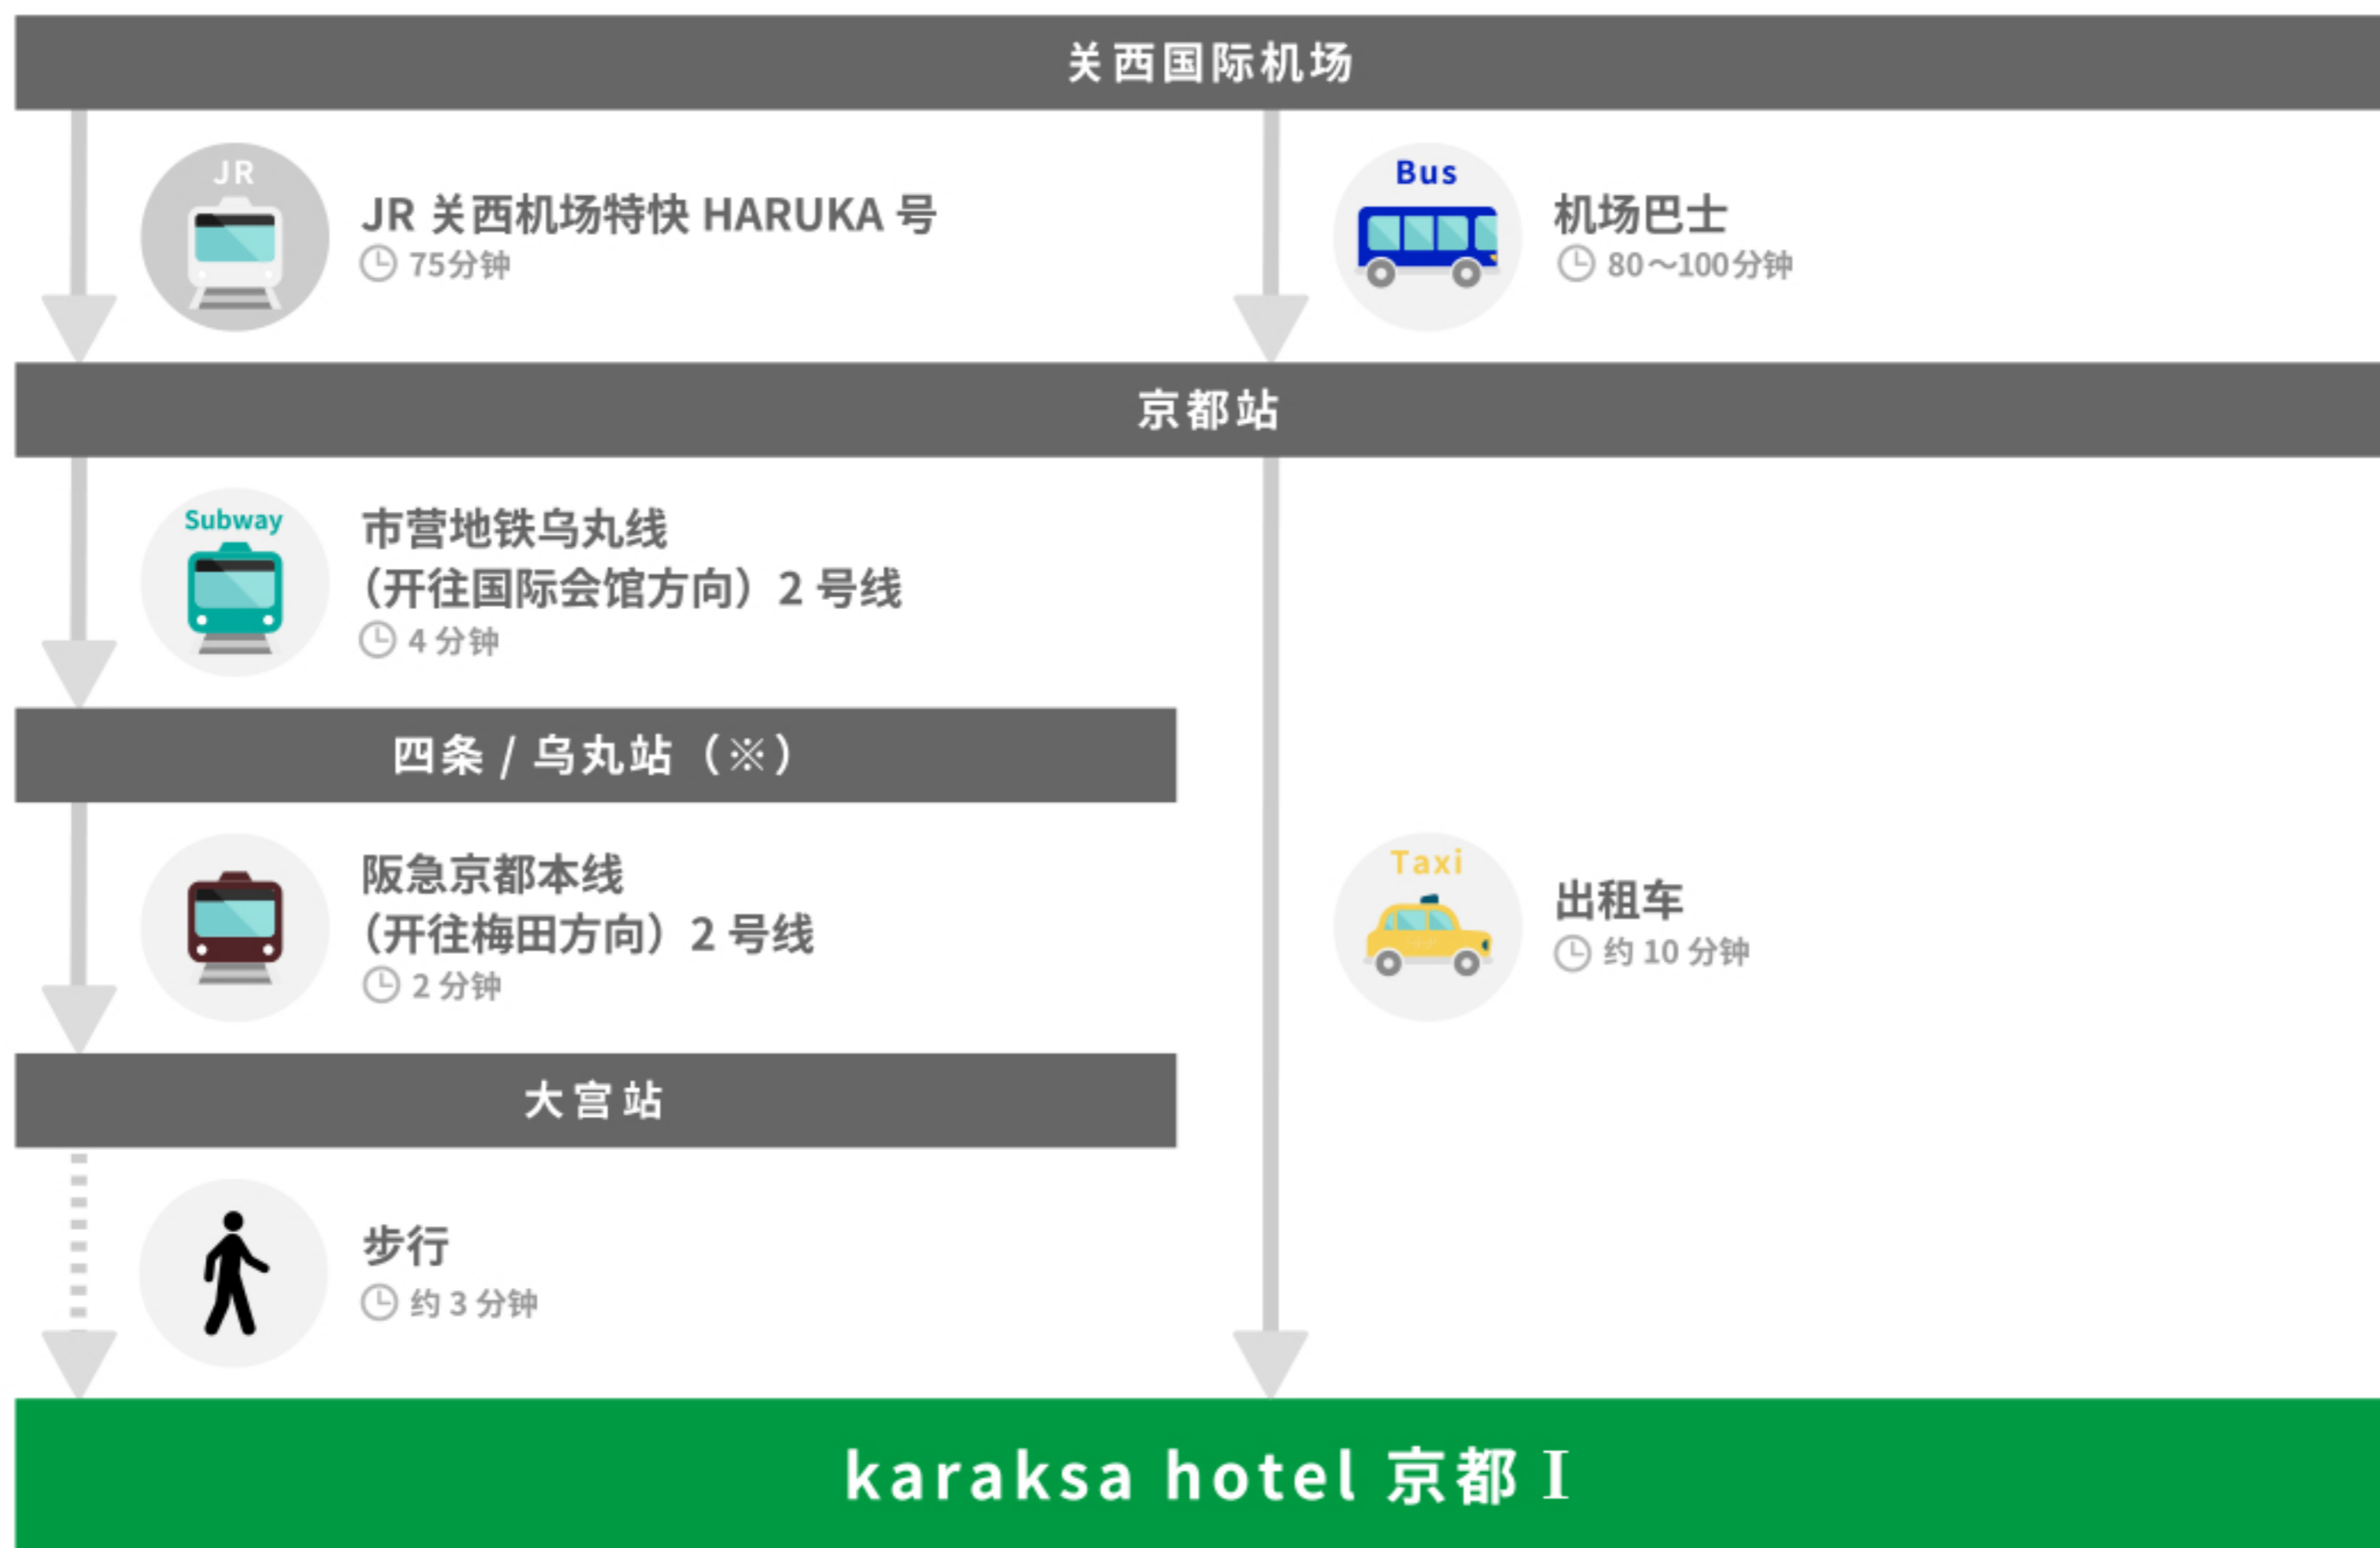 关西国际机场
JR
JR 关西机场特快 HARUKA 号
75分钟
Bus
机场巴士
80～100分钟
京都站
Subway
市营地铁乌丸线
（开往国际会馆方向）2 号线
4 分钟
四条 / 乌丸站（※）
阪急京都本线
（开往梅田方向）2 号线
2 分钟
Taxi
出租车
约 10 分钟
大宫站
步行
约 3 分钟
karaksa hotel 京都 I